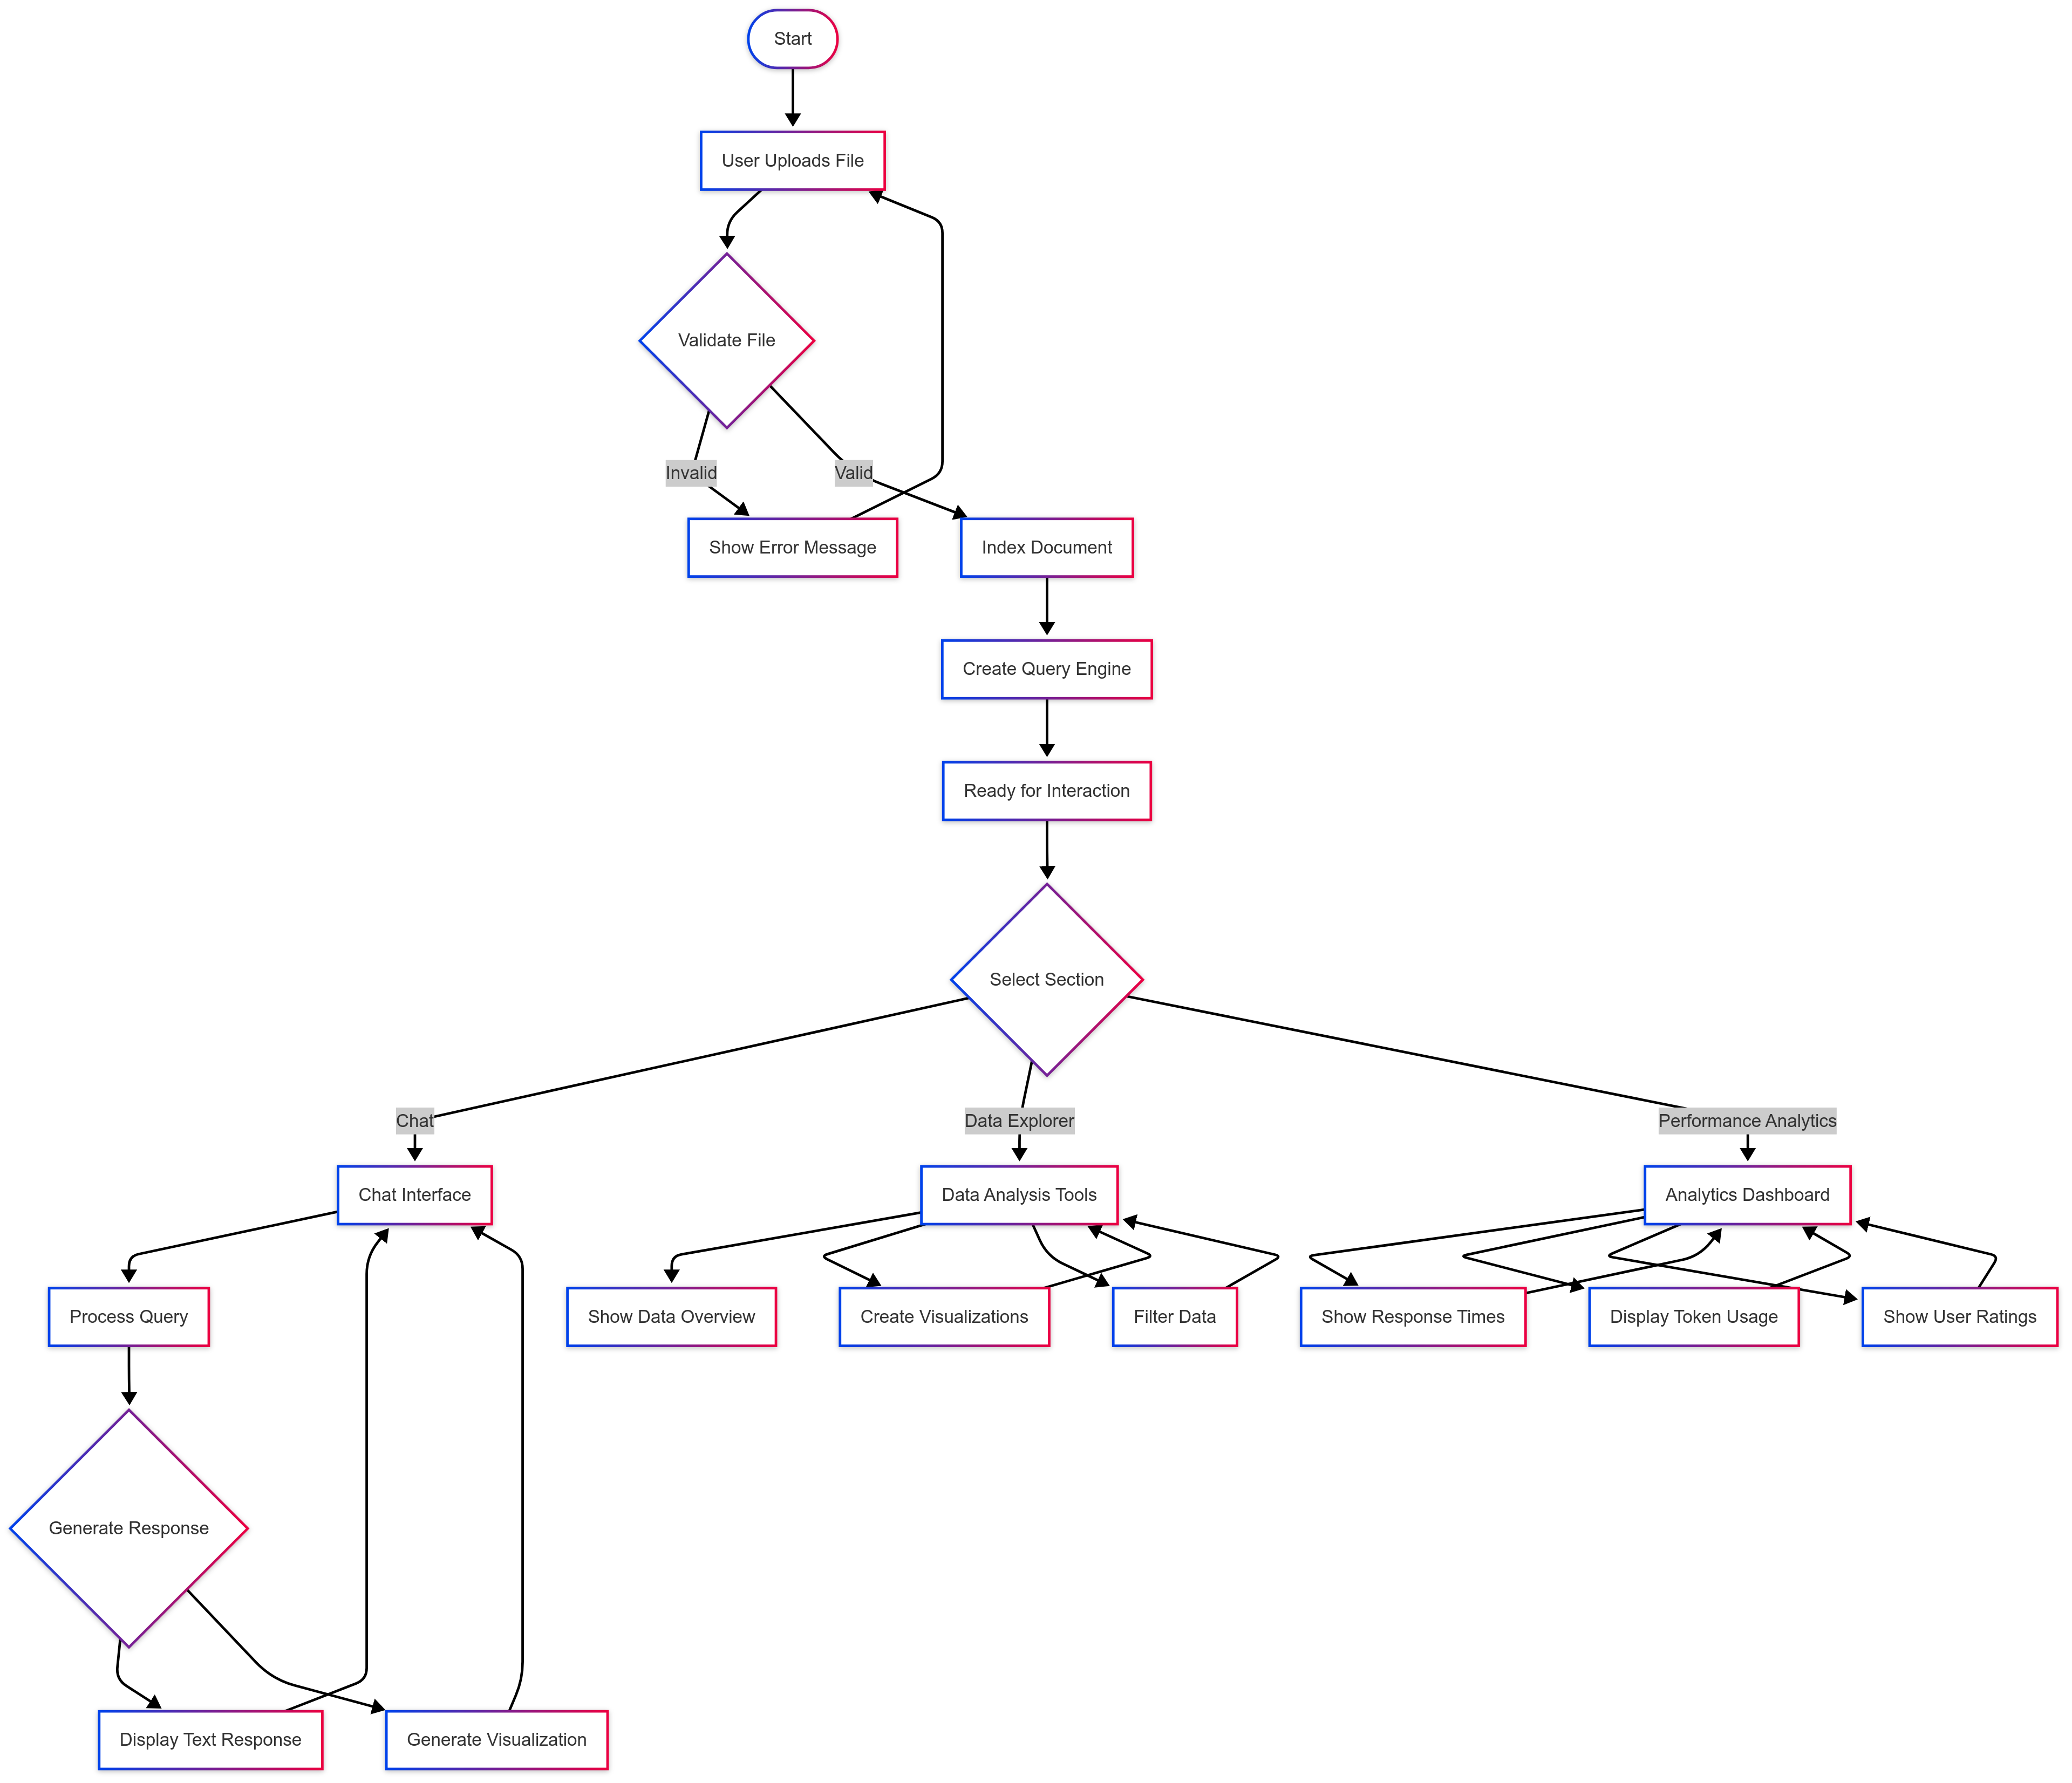 Start
User Uploads File
Validate File
Invalid
Valid
Show Error Message
Index Document
Create Query Engine
Ready for Interaction
Select Section
Chat
Data Explorer
Performance Analytics
Chat Interface
Data Analysis Tools
Analytics Dashboard
Process Query
Show Data Overview
Create Visualizations
Filter Data
Show Response Times
Display Token Usage
Show User Ratings
Generate Response
Display Text Response
Generate Visualization